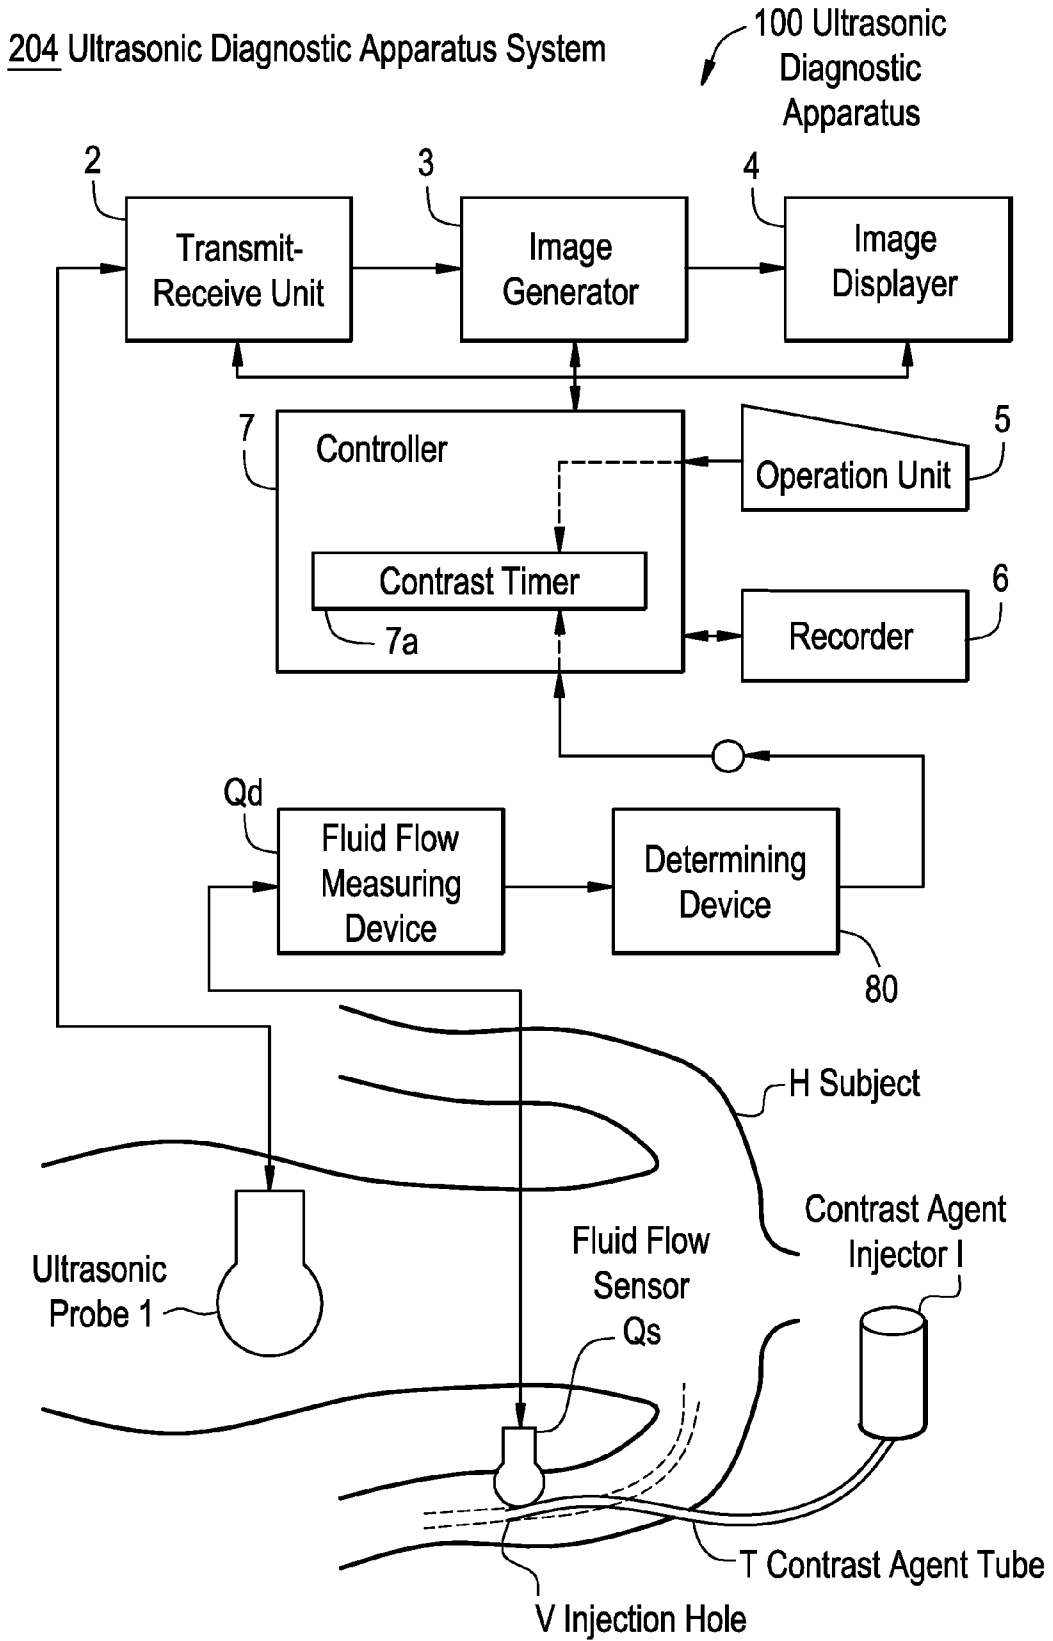 204 Ultrasonic Diagnostic Apparatus System
100 Ultrasonic
Diagnostic
Apparatus
2
3
4
Transmit-
Receive Unit
Image
Generator
Image
Displayer
7
Controller
5
Operation Unit
Contrast Timer
7a
6
Recorder
Qd
Fluid Flow
Measuring
Device
Determining
Device
80
H Subject
Ultrasonic
Probe 1
Fluid Flow
Sensor
Qs
Contrast Agent
Injector I
T Contrast Agent Tube
V Injection Hole